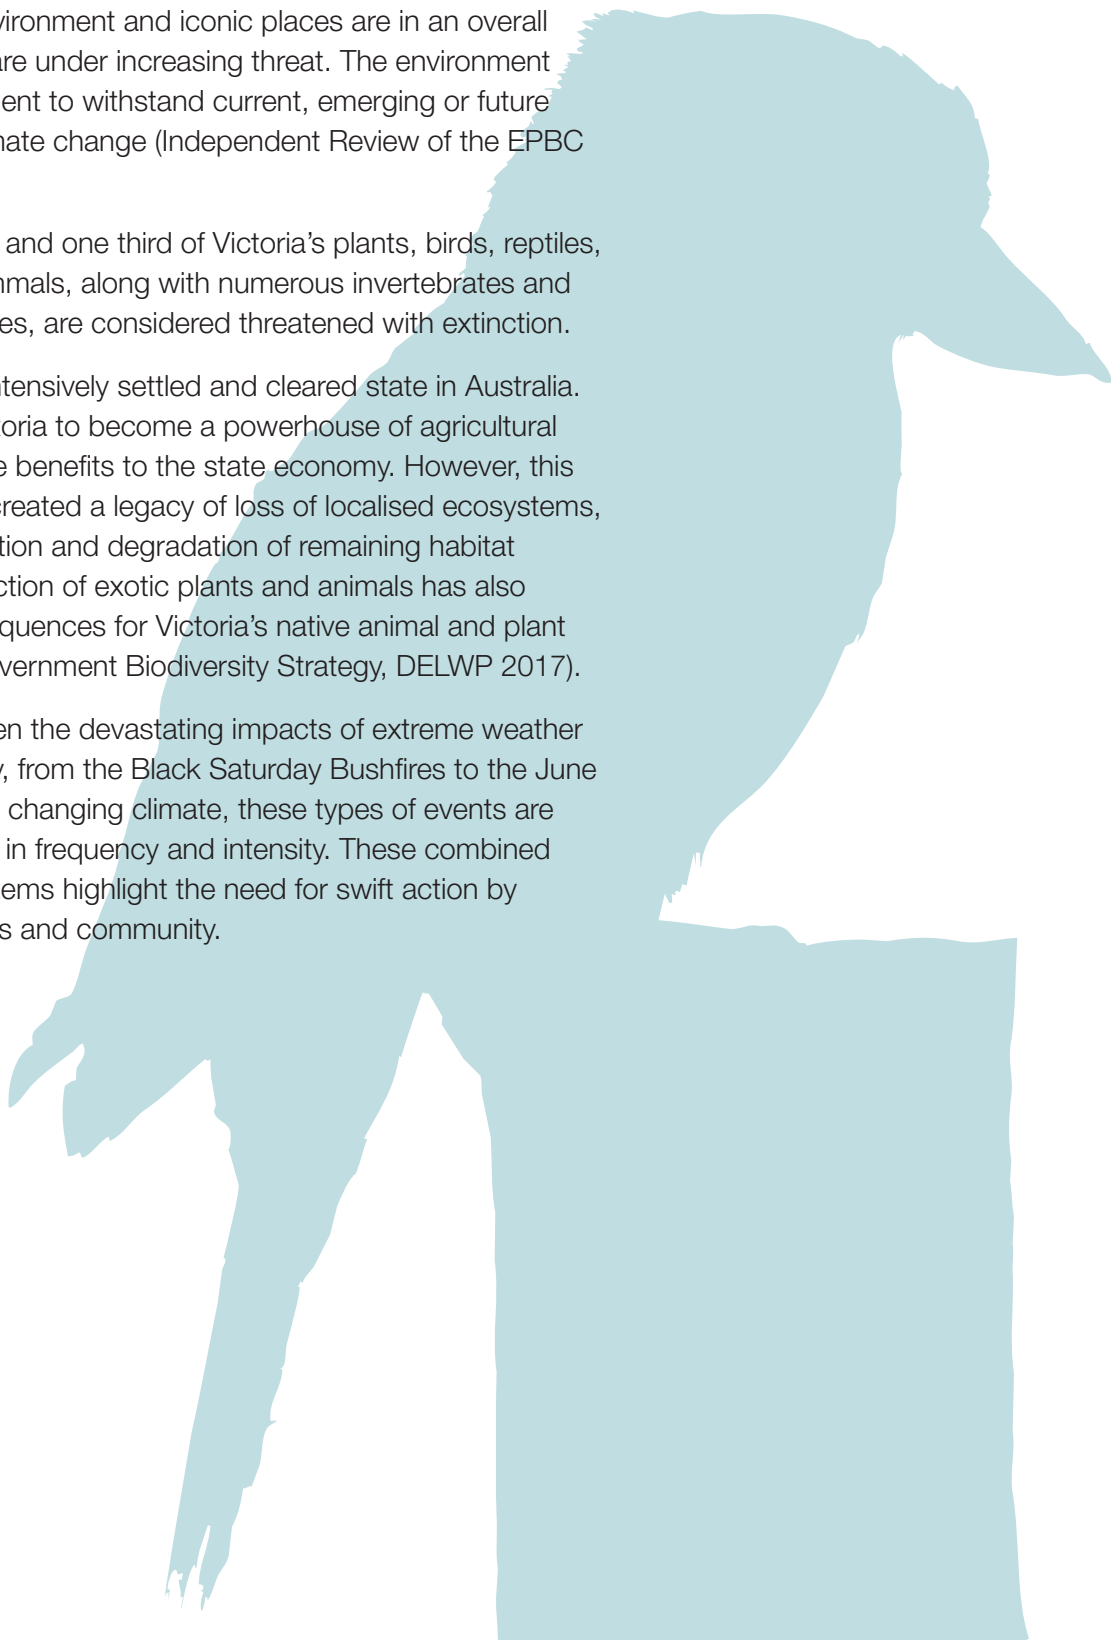 vironment and iconic places are in an overall
are under increasing threat. The environment
ent to withstand current, emerging or future
nate change (Independent Review of the EPBC
and one third of Victoria’s plants, birds, reptiles,
nmals, along with numerous invertebrates and
es, are considered threatened with extinction.
ntensively settled and cleared state in Australia.
toria to become a powerhouse of agricultural
e benefits to the state economy. However, this
created a legacy of loss of localised ecosystems,
tion and degradation of remaining habitat
ction of exotic plants and animals has also
quences for Victoria’s native animal and plant
vernment Biodiversity Strategy, DELWP 2017).
en the devastating impacts of extreme weather
y, from the Black Saturday Bushfires to the June
changing climate, these types of events are
in frequency and intensity. These combined
ems highlight the need for swift action by
s and community.